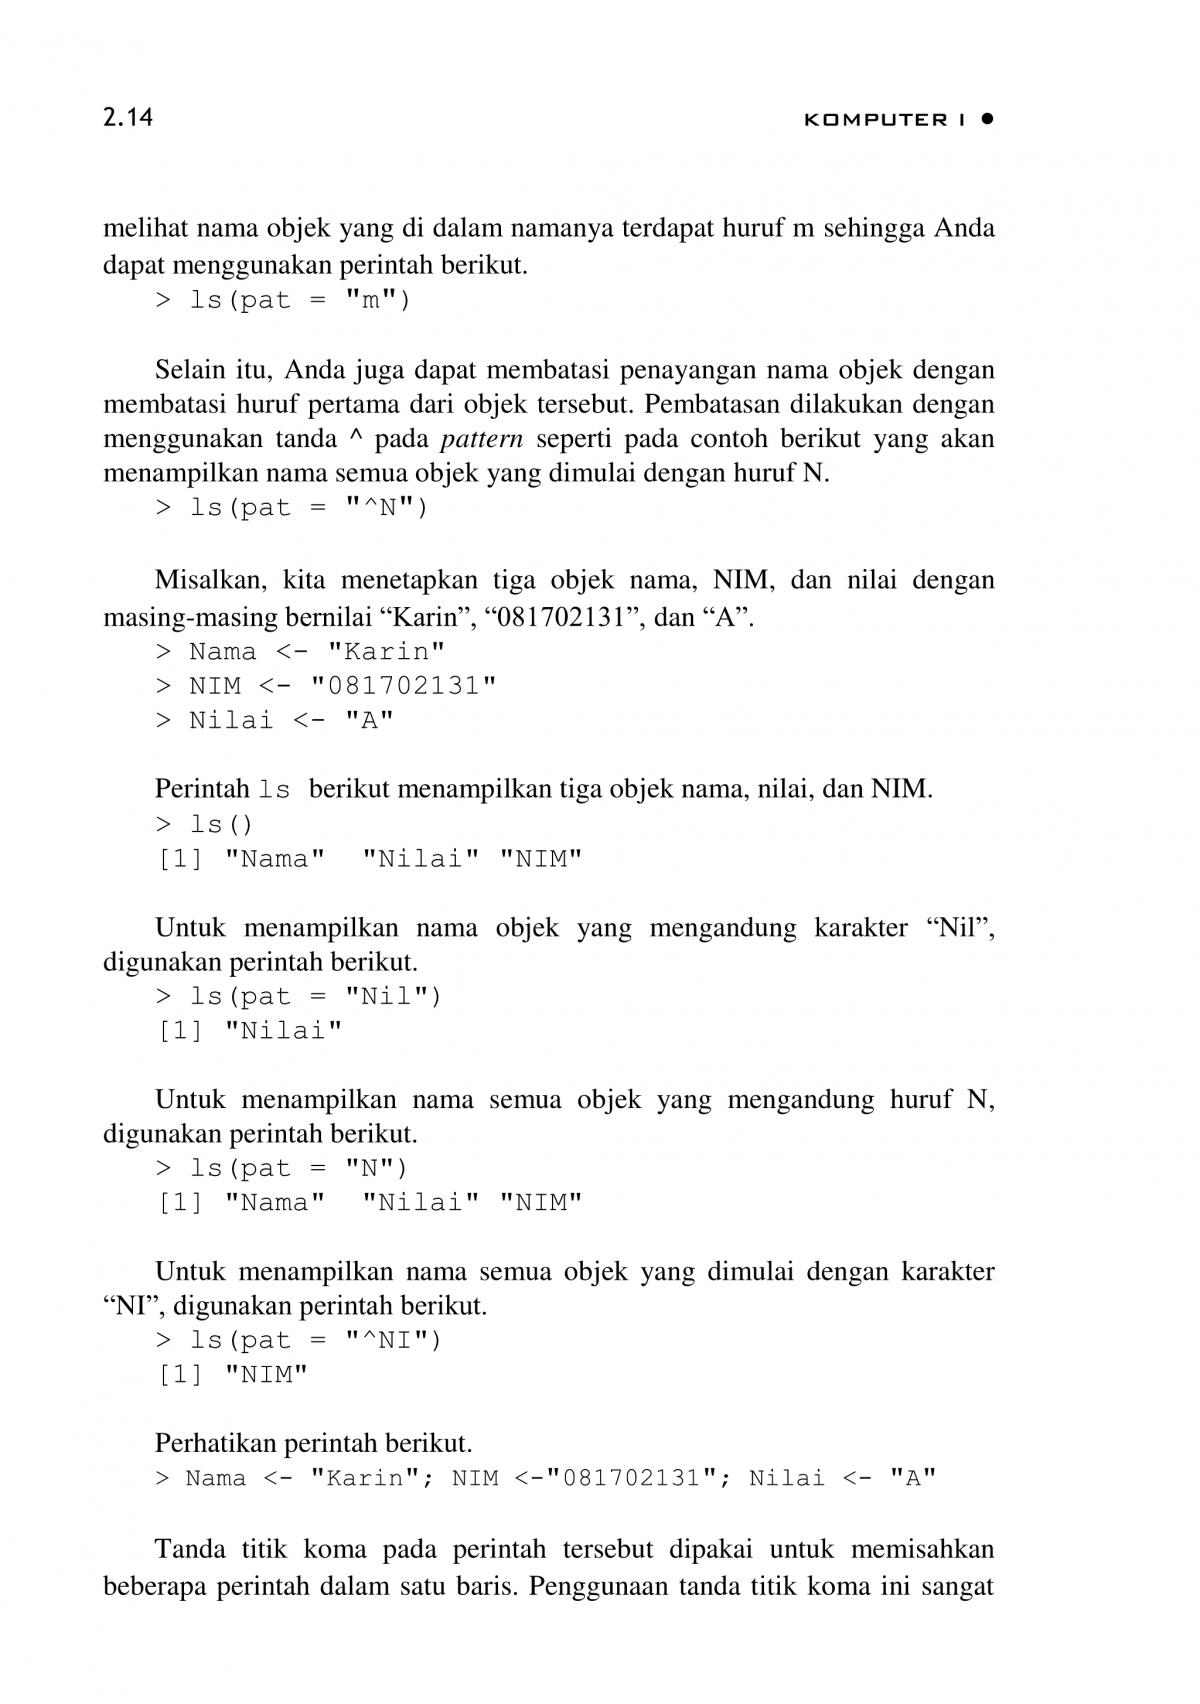 2.14 KOMPUTER I ●
melihat nama objek yang di dalam namanya terdapat huruf m sehingga Anda
dapat menggunakan perintah berikut.
> ls(pat = "m")
Selain itu, Anda juga dapat membatasi penayangan nama objek dengan
membatasi huruf pertama dari objek tersebut. Pembatasan dilakukan dengan
menggunakan tanda ^ pada pattern seperti pada contoh berikut yang akan
menampilkan nama semua objek yang dimulai dengan huruf N.
> ls(pat = "^N")
Misalkan, kita menetapkan tiga objek nama, NIM, dan nilai dengan
masing-masing bernilai “Karin”, “081702131”, dan “A”.
> Nama <- "Karin"
> NIM <- "081702131"
> Nilai <- "A"
Perintah ls berikut menampilkan tiga objek nama, nilai, dan NIM.
> ls()
[1] "Nama" "Nilai" "NIM"
Untuk menampilkan nama objek yang mengandung karakter “Nil”,
digunakan perintah berikut.
> ls(pat = "Nil")
[1] "Nilai"
Untuk menampilkan nama semua objek yang mengandung huruf N,
digunakan perintah berikut.
> ls(pat = "N")
[1] "Nama" "Nilai" "NIM"
Untuk menampilkan nama semua objek yang dimulai dengan karakter
“NI”, digunakan perintah berikut.
> ls(pat = "^NI")
[1] "NIM"
Perhatikan perintah berikut.
> Nama <- "Karin"; NIM <-"081702131"; Nilai <- "A"
Tanda titik koma pada perintah tersebut dipakai untuk memisahkan
beberapa perintah dalam satu baris. Penggunaan tanda titik koma ini sangat